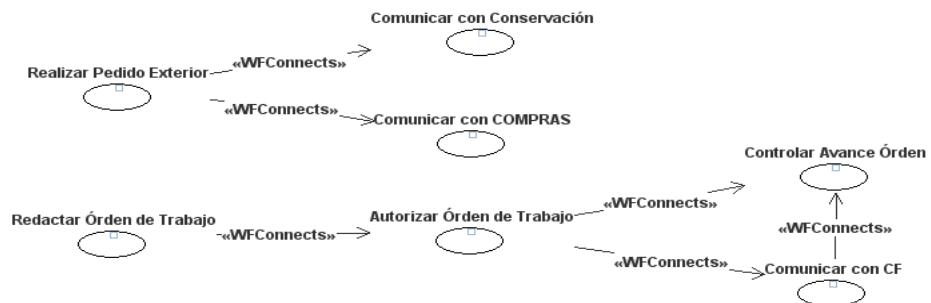 Comunicar con Conservación
«WFConnects»
Realizar Pedido Exterior
«WFConnects»
Comunicar con COMPRAS
Controlar Avance Órden
«WFConnects»
Redactar Órden de Trabajo
«WFConnects»
Autorizar Órden de Trabajo
«WFConnects»
«WFConnects»
Comunicar con CF